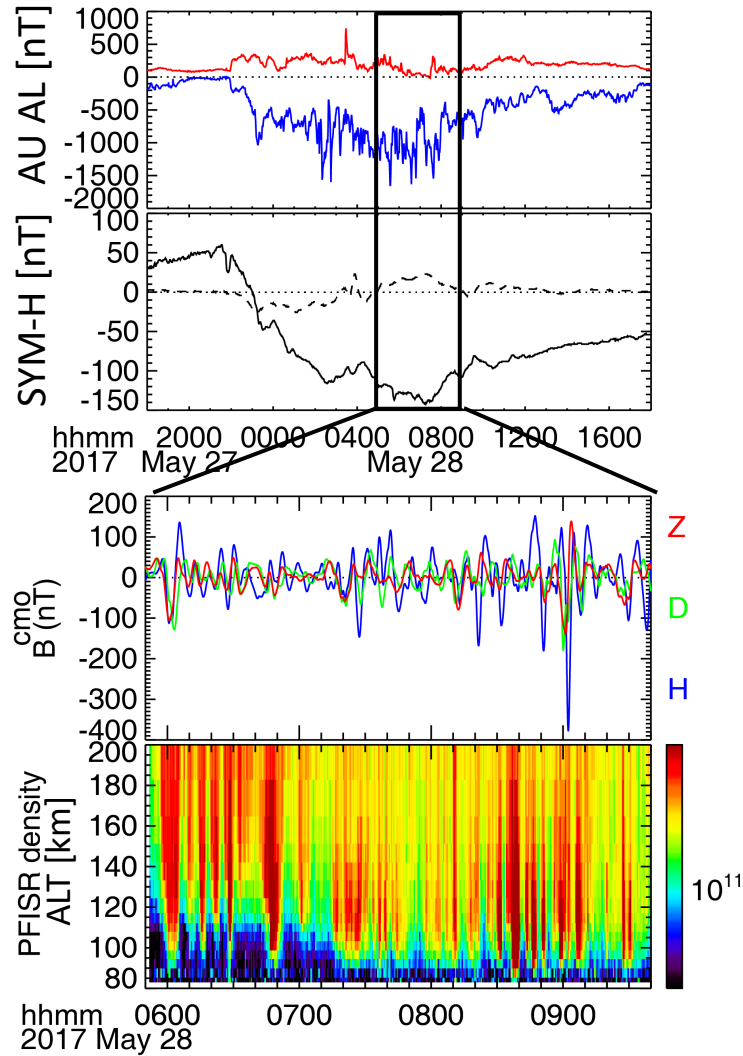 AU AL [nT]
1000
500
0
-500
-1000
-1500
-2000
SYM-H [nT]
100
50
0
-50
-100
-150
hhmm 2000 0000 0400 0800 1200 1600
2017 May 27 May 28
cmo
B (nT)
200
100
0
-100
-200
-300
-400
Z
D
H
PFISR density
ALT [km]
200
180
160
140
120
100
80
10¹¹
hhmm 0600 0700 0800 0900
2017 May 28